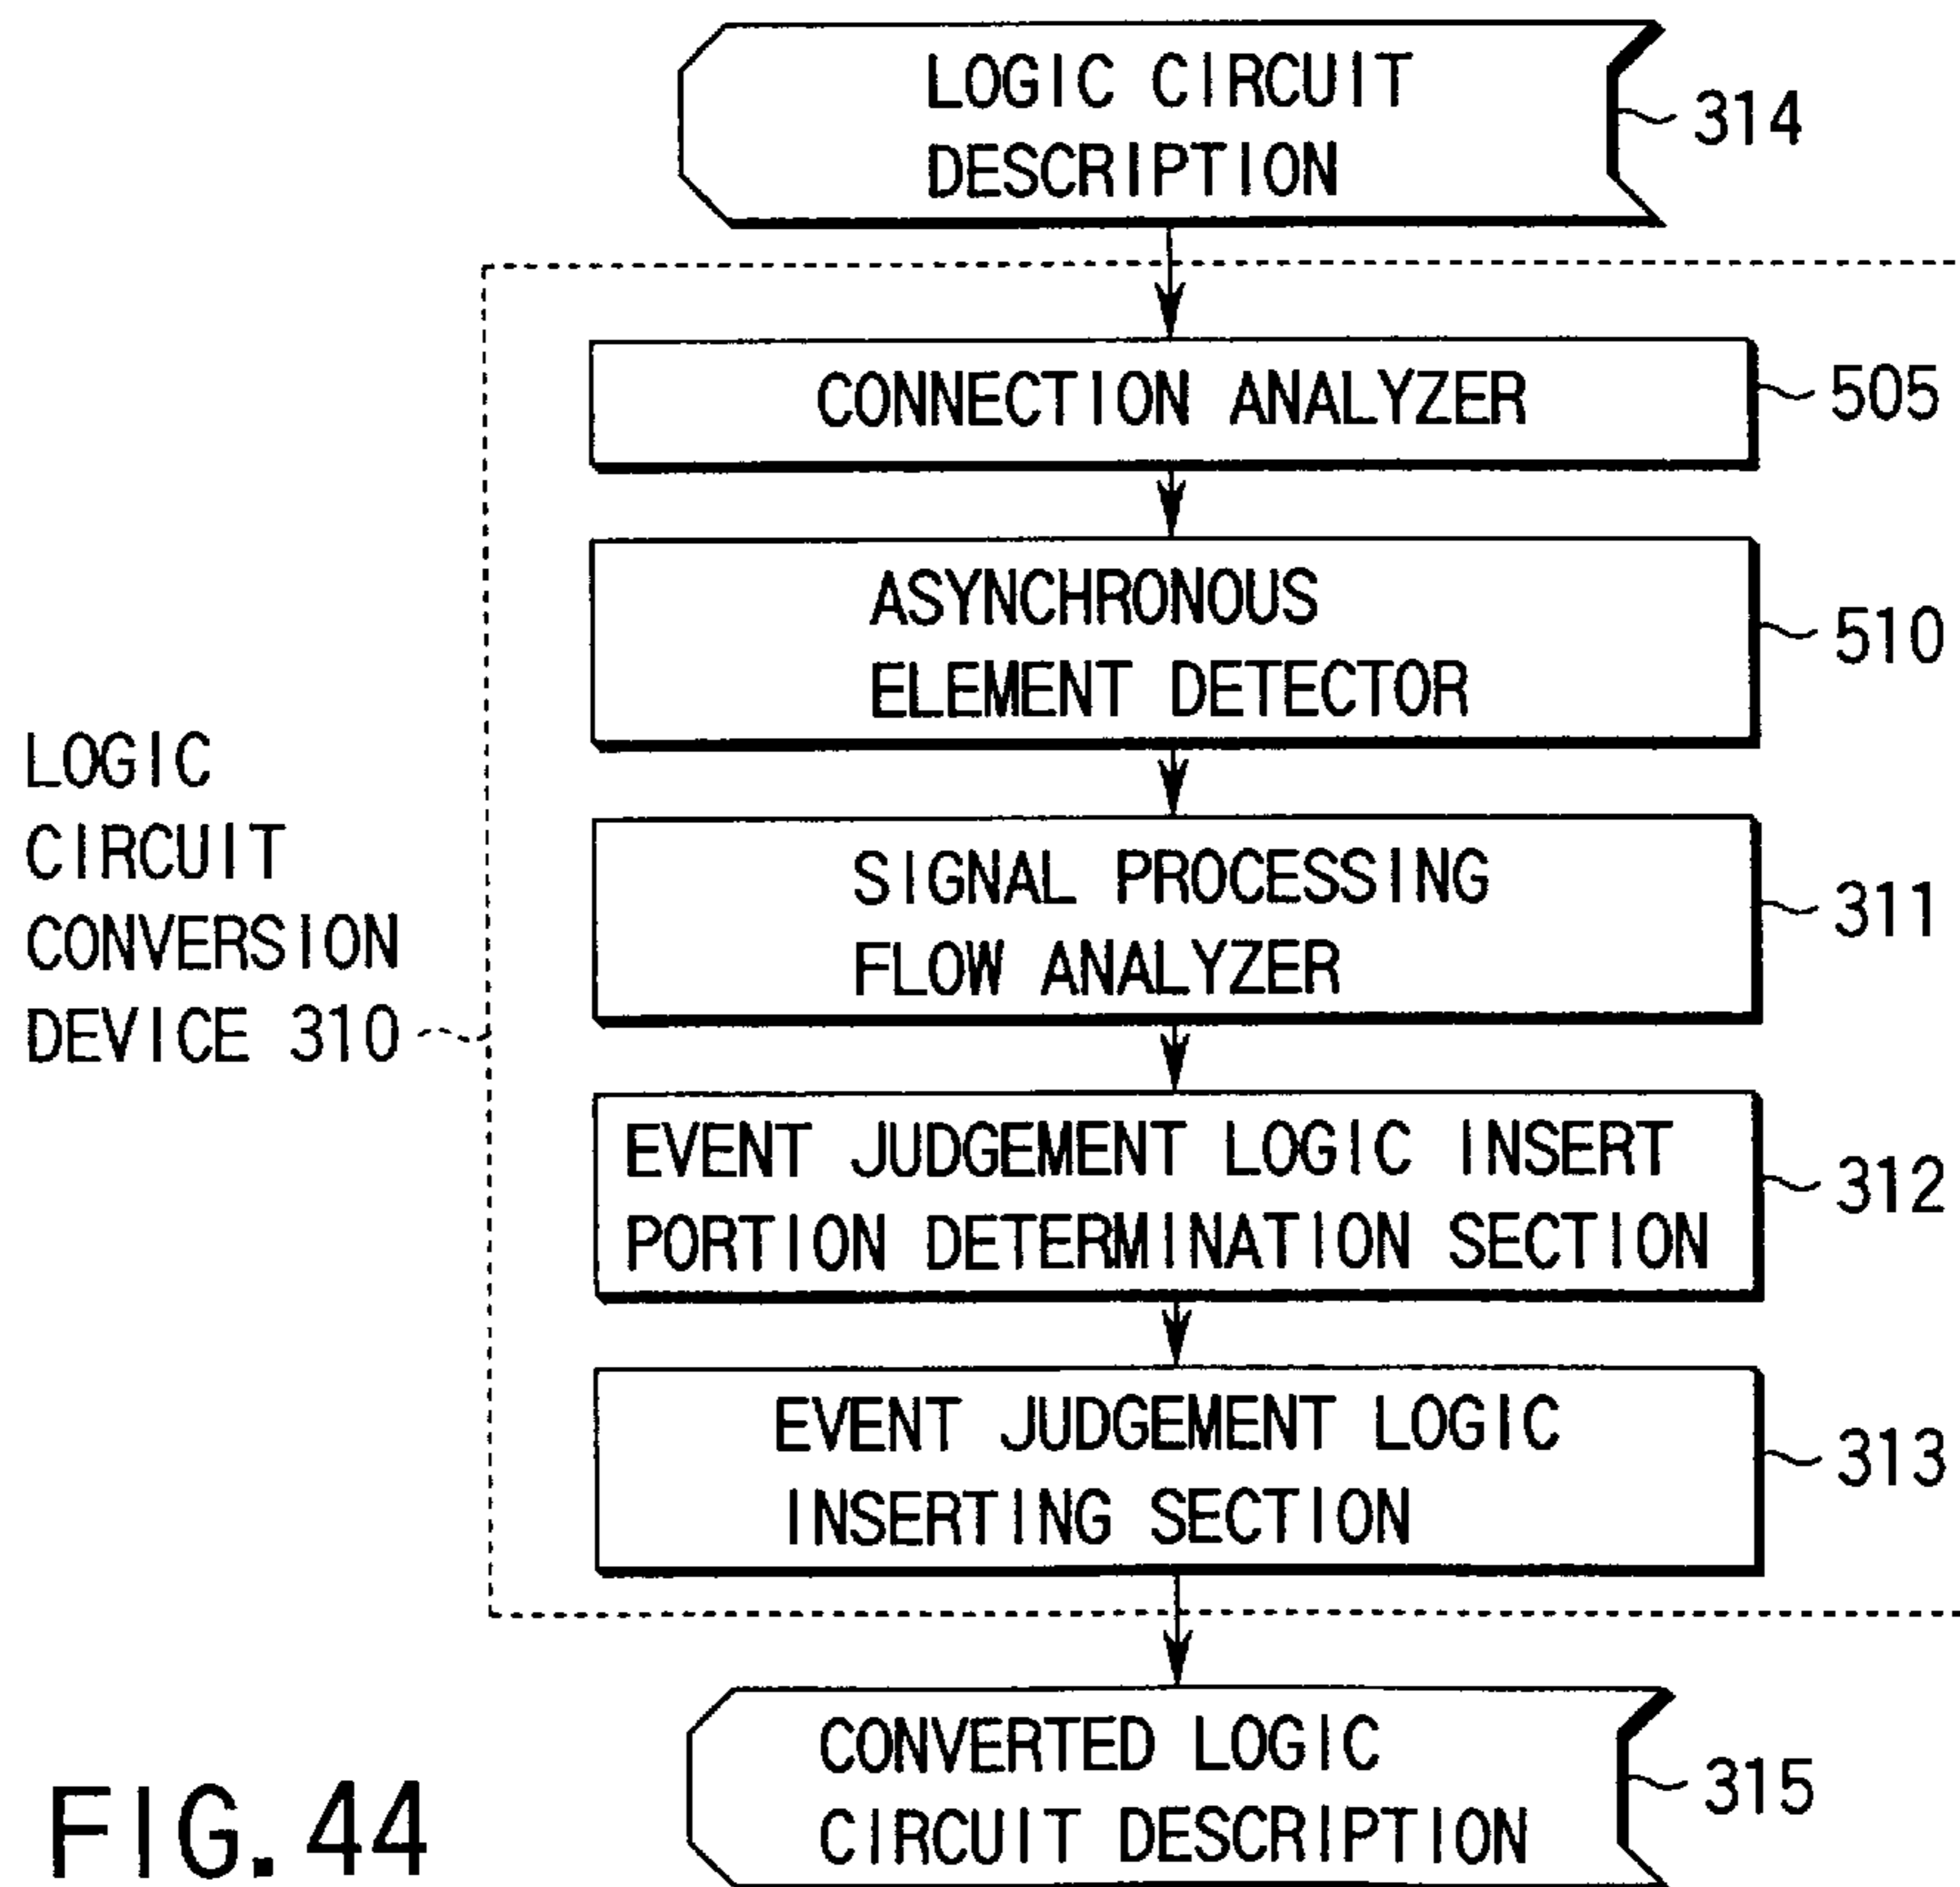 LOGIC CIRCUIT
DESCRIPTION
314
CONNECTION ANALYZER
505
ASYNCHRONOUS
ELEMENT DETECTOR
510
LOGIC
CIRCUIT
CONVERSION
DEVICE 310
SIGNAL PROCESSING
FLOW ANALYZER
311
EVENT JUDGEMENT LOGIC INSERT
PORTION DETERMINATION SECTION
312
EVENT JUDGEMENT LOGIC
INSERTING SECTION
313
CONVERTED LOGIC
CIRCUIT DESCRIPTION
315
FIG. 44